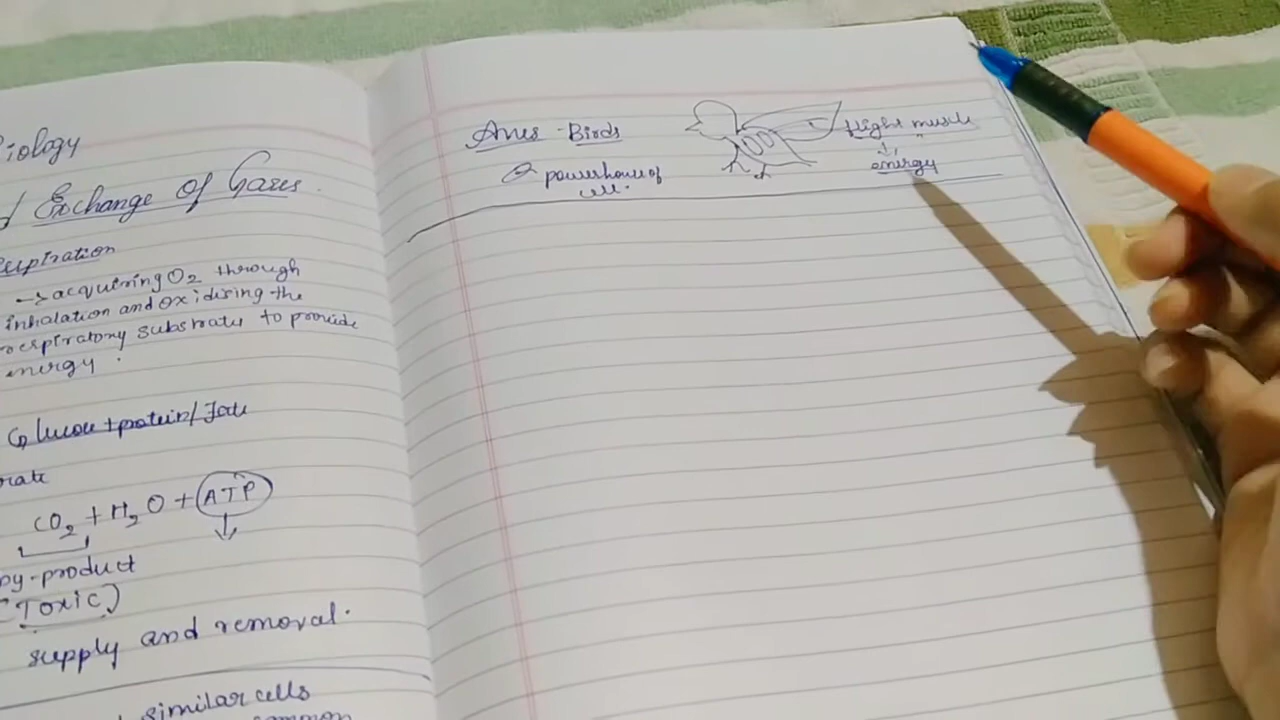 iology
d Exchange of Gases.
espiration
→ acquiring O2 through
inhalation and oxidising the
respiratory substrate to provide
energy.
Glucose + protein/Fats
rate
CO2 + H2O + ATP
by-product
(Toxic)
supply and removal.
similar cells
common
Aves - Birds
powerhouse of
cell.
flight muscle
energy